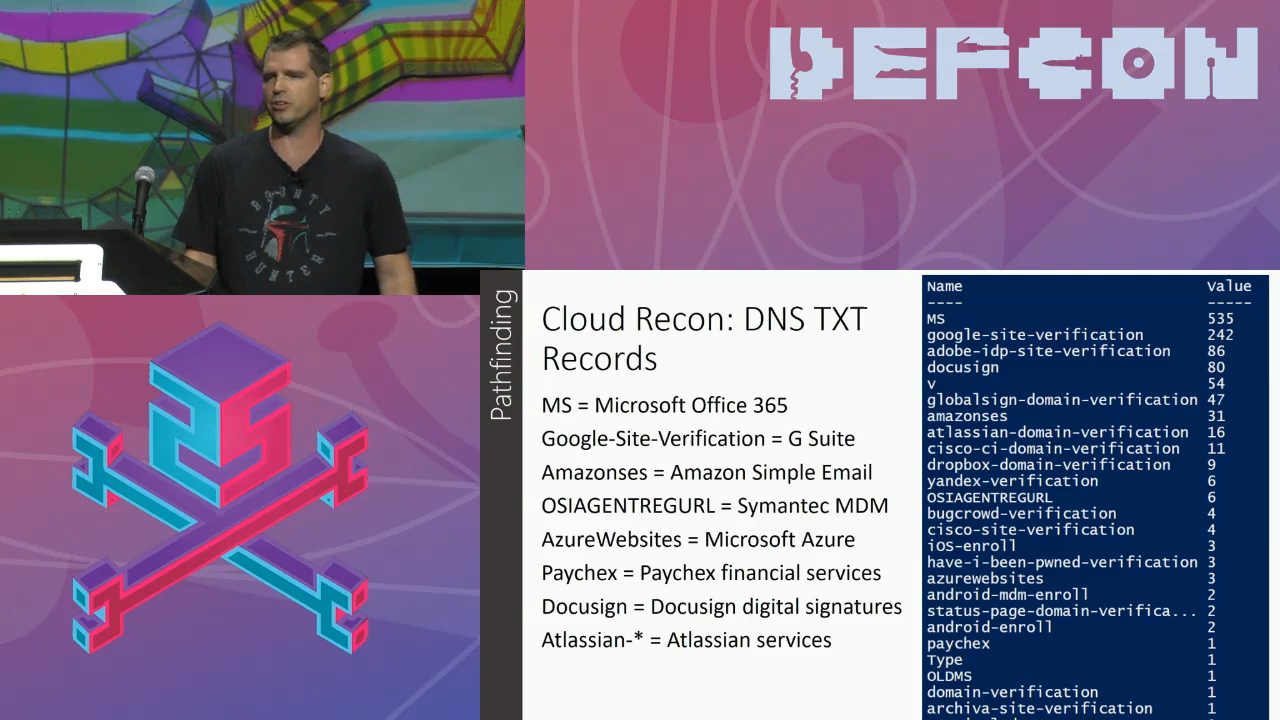 DEFCON
BOUNTY
HUNTER
Pathfinding
Cloud Recon: DNS TXT
Records
MS = Microsoft Office 365
Google-Site-Verification = G Suite
Amazonses = Amazon Simple Email
OSIAGENTREGURL = Symantec MDM
AzureWebsites = Microsoft Azure
Paychex = Paychex financial services
Docusign = Docusign digital signatures
Atlassian-* = Atlassian services
Name Value
---- -----
MS 535
google-site-verification 242
adobe-idp-site-verification 86
docusign 80
v 54
globalsign-domain-verification 47
amazonses 31
atlassian-domain-verification 16
cisco-ci-domain-verification 11
dropbox-domain-verification 9
yandex-verification 6
OSIAGENTREGURL 6
bugcrowd-verification 4
cisco-site-verification 4
iOS-enroll 3
have-i-been-pwned-verification 3
azurewebsites 3
android-mdm-enroll 2
status-page-domain-verifica... 2
android-enroll 2
paychex 1
Type 1
OLDMS 1
domain-verification 1
archiva-site-verification 1